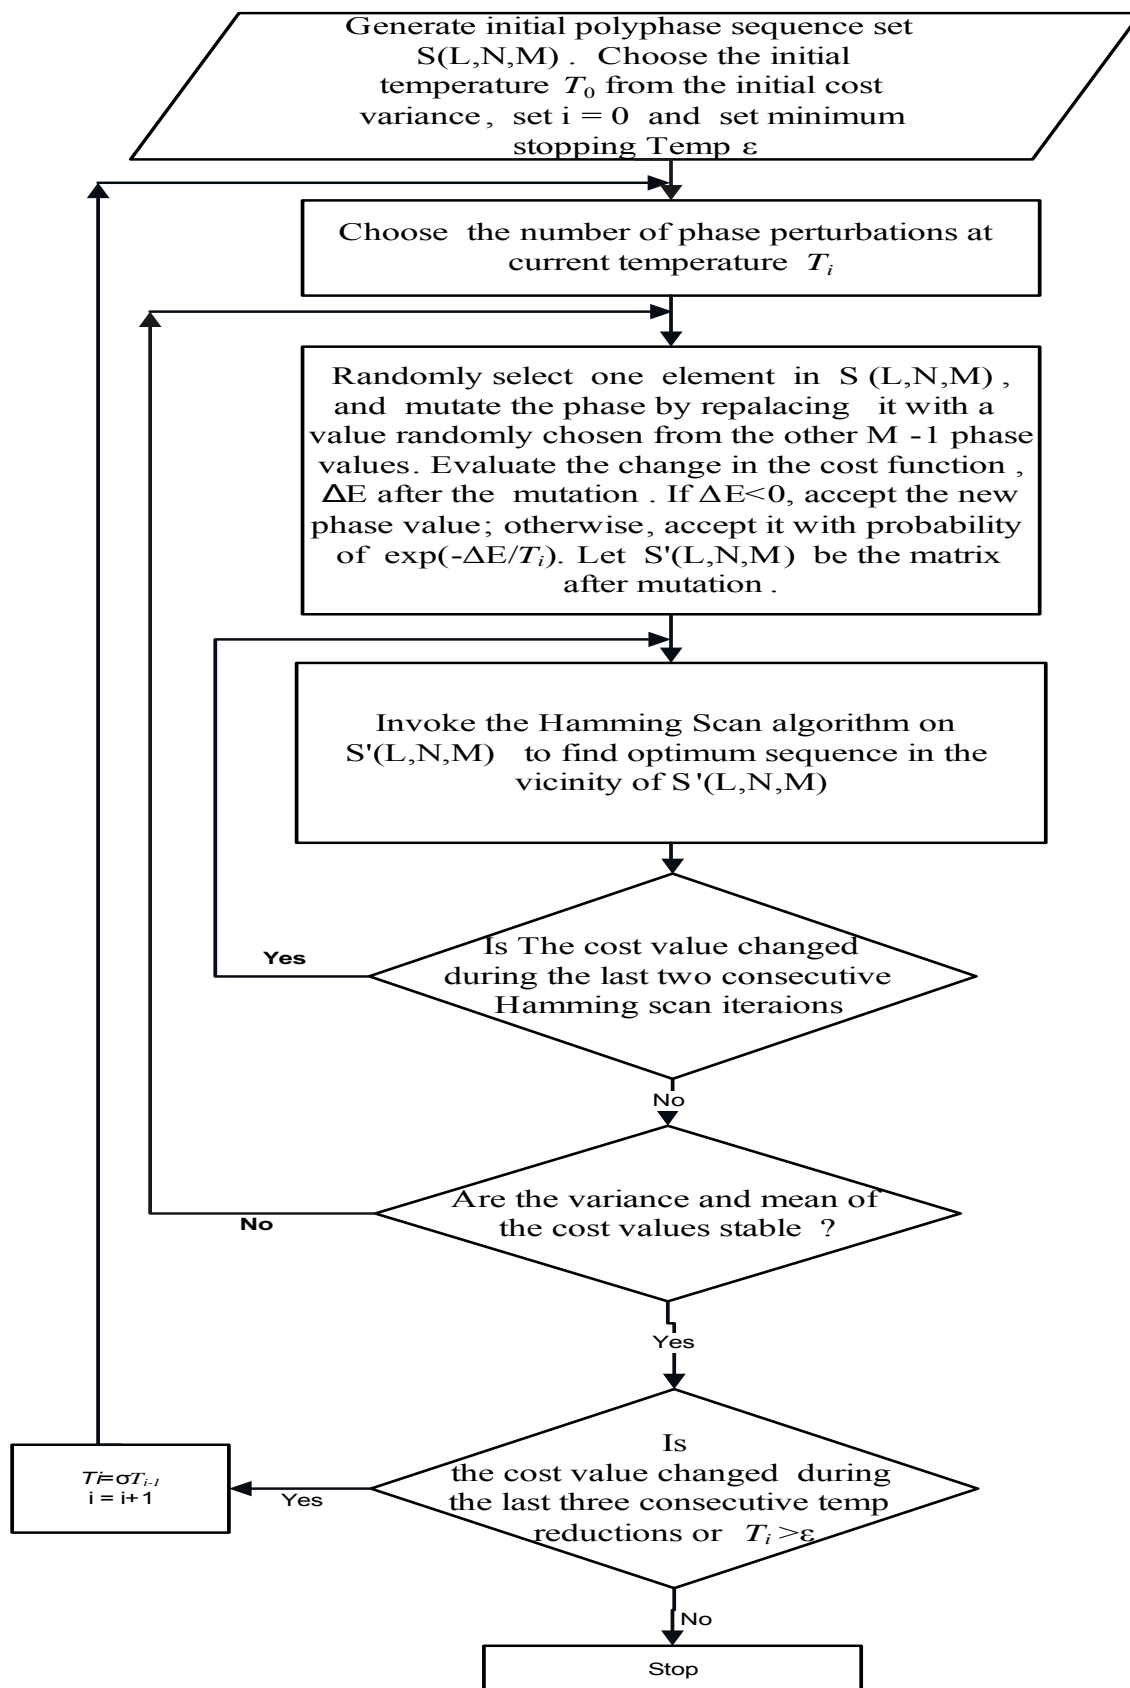 Generate initial polyphase sequence set
S(L,N,M) . Choose the initial
temperature T0 from the initial cost
variance, set i = 0 and set minimum
stopping Temp ε
Choose the number of phase perturbations at
current temperature Ti
Randomly select one element in S (L,N,M) ,
and mutate the phase by repalacing it with a
value randomly chosen from the other M -1 phase
values. Evaluate the change in the cost function ,
ΔE after the mutation . If ΔE<0, accept the new
phase value; otherwise, accept it with probability
of exp(-ΔE/Ti). Let S'(L,N,M) be the matrix
after mutation .
Invoke the Hamming Scan algorithm on
S'(L,N,M) to find optimum sequence in the
vicinity of S'(L,N,M)
Is The cost value changed
during the last two consecutive
Hamming scan iteraions
Yes
No
Are the variance and mean of
the cost values stable ?
No
Yes
Is
the cost value changed during
the last three consecutive temp
reductions or Ti >ε
Yes
Ti=σTi-1
i = i+1
No
Stop